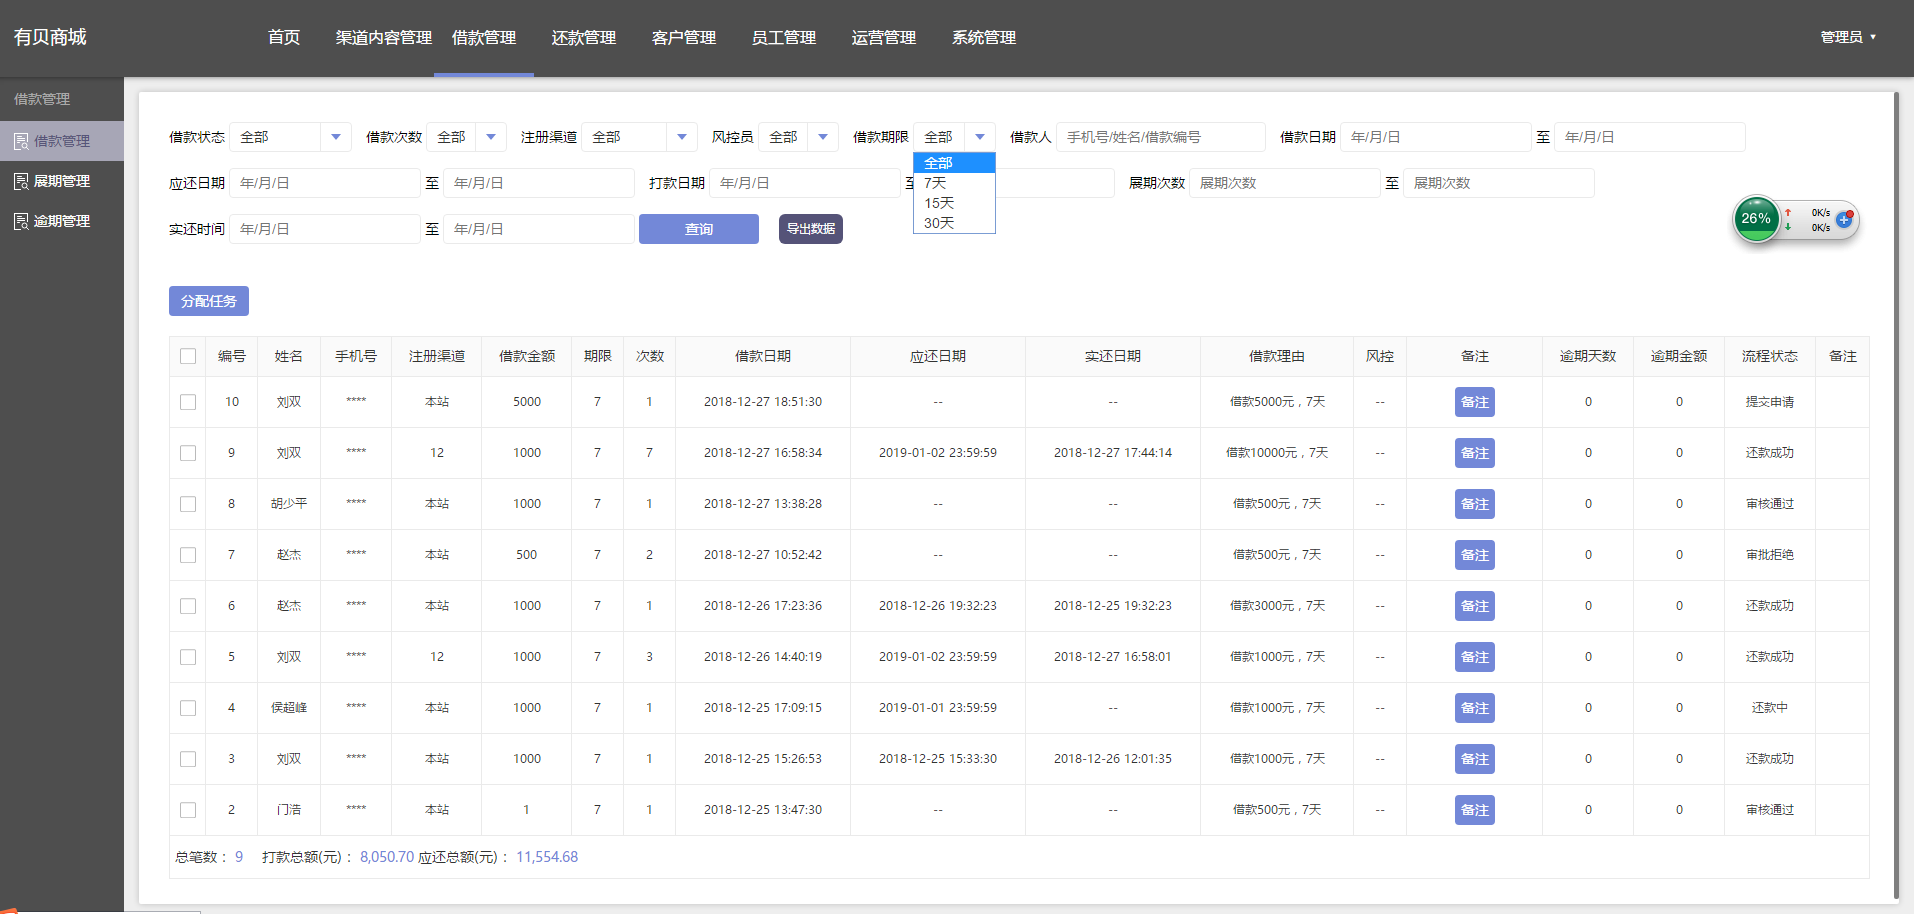 有贝商城 首页 渠道内容管理 借款管理 还款管理 客户管理 员工管理 运营管理 系统管理 管理员
借款管理
借款管理
展期管理
逾期管理
借款状态 全部 借款次数 全部 注册渠道 全部 风控员 全部 借款期限 全部 借款人 手机号/姓名/借款编号 借款日期 年/月/日 至 年/月/日
全部
7天
15天
30天
应还日期 年/月/日 至 年/月/日 打款日期 年/月/日 展期次数 展期次数 至 展期次数
实还时间 年/月/日 至 年/月/日 查询 导出数据
26% 0K/s
0K/s
分配任务
编号 姓名 手机号 注册渠道 借款金额 期限 次数 借款日期 应还日期 实还日期 借款理由 风控 备注 逾期天数 逾期金额 流程状态 备注
10 刘双 **** 本站 5000 7 1 2018-12-27 18:51:30 -- -- 借款5000元，7天 -- 备注 0 0 提交申请
9 刘双 **** 12 1000 7 7 2018-12-27 16:58:34 2019-01-02 23:59:59 2018-12-27 17:44:14 借款10000元，7天 -- 备注 0 0 还款成功
8 胡少平 **** 本站 1000 7 1 2018-12-27 13:38:28 -- -- 借款500元，7天 -- 备注 0 0 审核通过
7 赵杰 **** 本站 500 7 2 2018-12-27 10:52:42 -- -- 借款500元，7天 -- 备注 0 0 审批拒绝
6 赵杰 **** 本站 1000 7 1 2018-12-26 17:23:36 2018-12-26 19:32:23 2018-12-25 19:32:23 借款3000元，7天 -- 备注 0 0 还款成功
5 刘双 **** 12 1000 7 3 2018-12-26 14:40:19 2019-01-02 23:59:59 2018-12-27 16:58:01 借款1000元，7天 -- 备注 0 0 还款成功
4 侯超峰 **** 本站 1000 7 1 2018-12-25 17:09:15 2019-01-01 23:59:59 -- 借款1000元，7天 -- 备注 0 0 还款中
3 刘双 **** 本站 1000 7 1 2018-12-25 15:26:53 2018-12-25 15:33:30 2018-12-26 12:01:35 借款1000元，7天 -- 备注 0 0 还款成功
2 门浩 **** 本站 1 7 1 2018-12-25 13:47:30 -- -- 借款500元，7天 -- 备注 0 0 审核通过
总笔数： 9 打款总额(元)： 8,050.70 应还总额(元)： 11,554.68